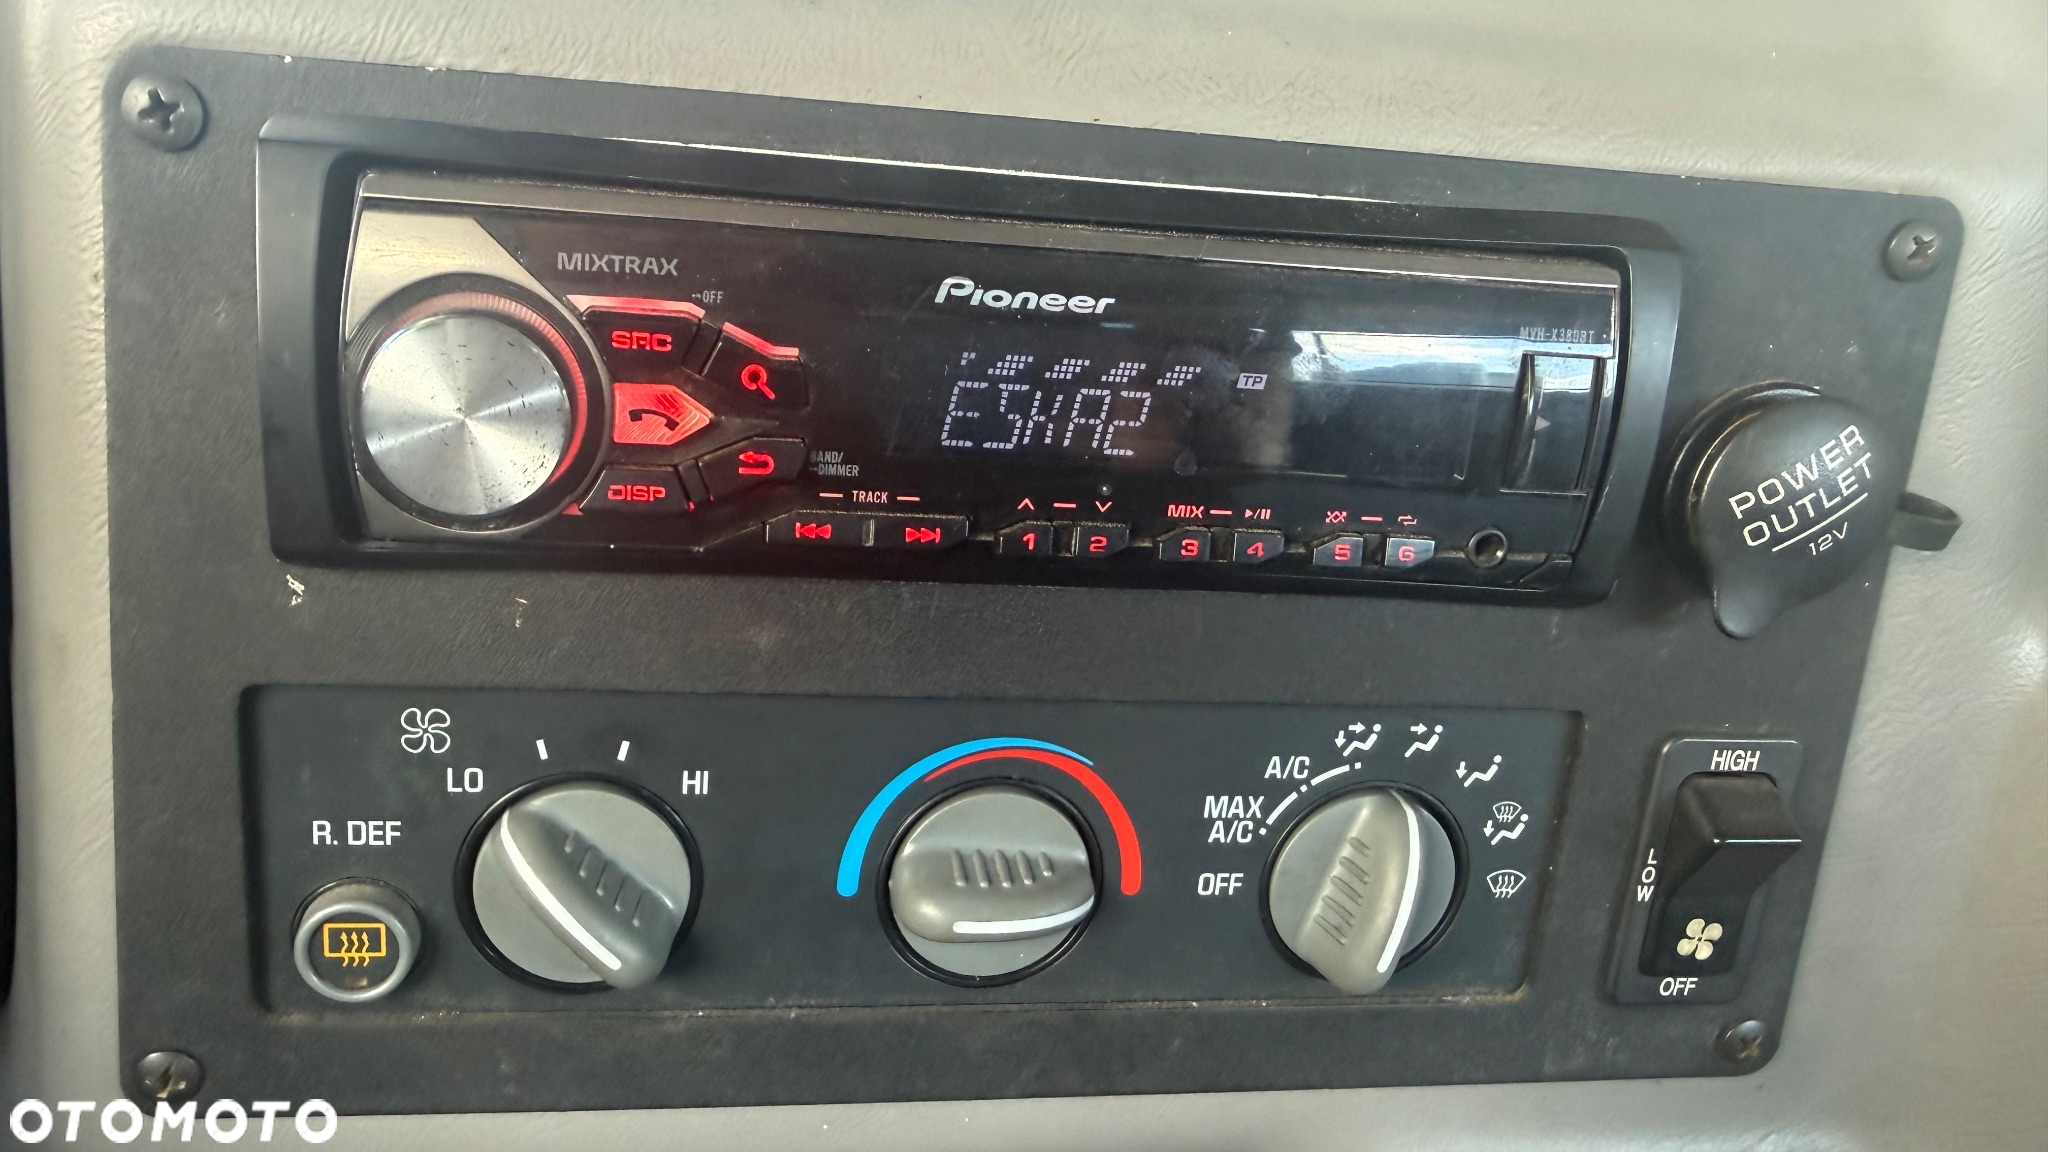 MIXTRAX
OFF
SRC
DISP
BAND/
DIMMER
TRACK
Pioneer
ESKA2
TP
MVH-X380BT
MIX
1 2 3 4 5 6
POWER
OUTLET
12V
LO
HI
R. DEF
A/C
MAX
A/C
OFF
HIGH
LOW
OFF
OTOMOTO